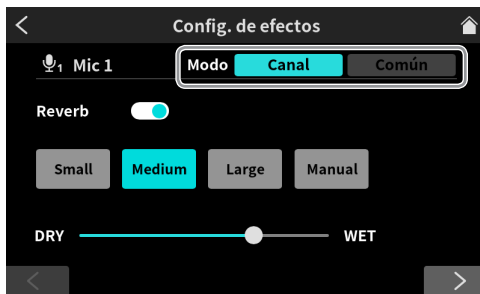 Config. de efectos
1 Mic 1 Modo Canal Común
Reverb
Small Medium Large Manual
DRY WET